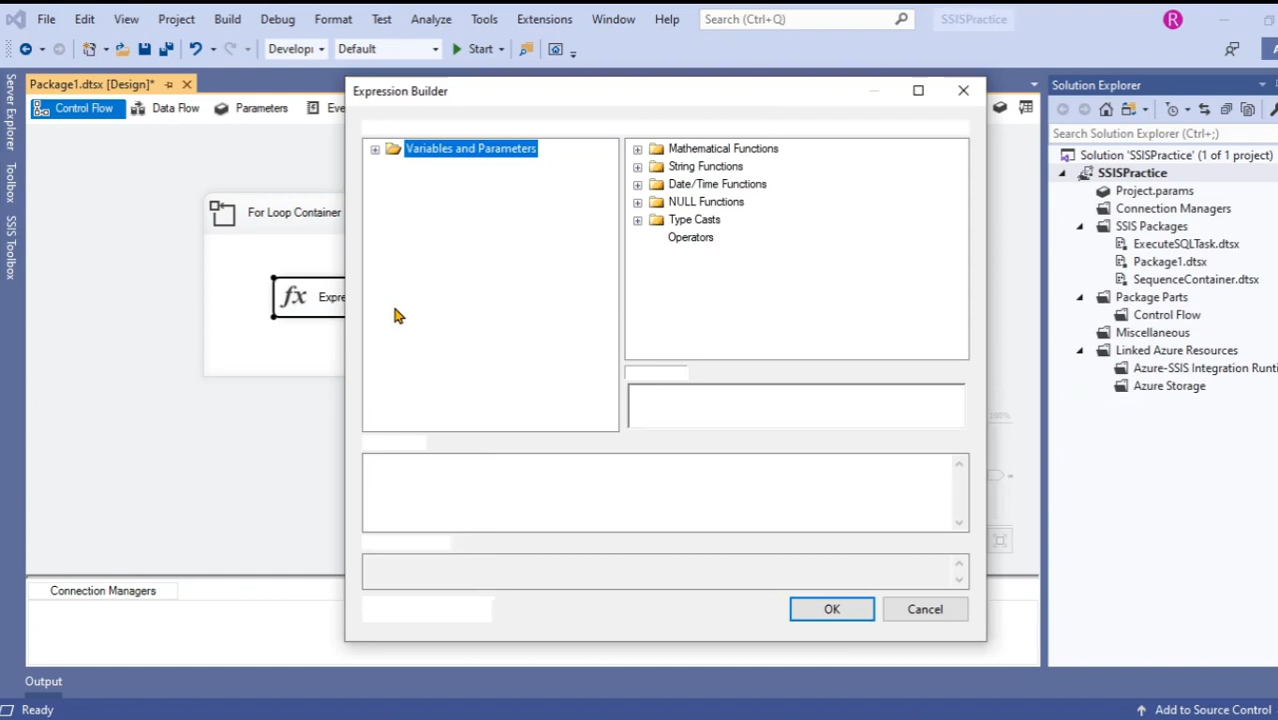 File Edit View Project Build Debug Format Test Analyze Tools Extensions Window Help Search (Ctrl+Q) SSISPractice R
Default Start
Package1.dtsx [Design]*
Control Flow Data Flow Parameters
Server Explorer
Toolbox
SSIS Toolbox
For Loop Container
fx
Connection Managers
Output
Ready
Add to Source Control
Expression Builder
Variables and Parameters
Mathematical Functions
String Functions
Date/Time Functions
NULL Functions
Type Casts
Operators
OK Cancel
100%
Solution Explorer
Search Solution Explorer (Ctrl+;)
Solution 'SSISPractice' (1 of 1 project)
SSISPractice
Project.params
Connection Managers
SSIS Packages
ExecuteSQLTask.dtsx
Package1.dtsx
SequenceContainer.dtsx
Package Parts
Control Flow
Miscellaneous
Linked Azure Resources
Azure-SSIS Integration
Azure Storage